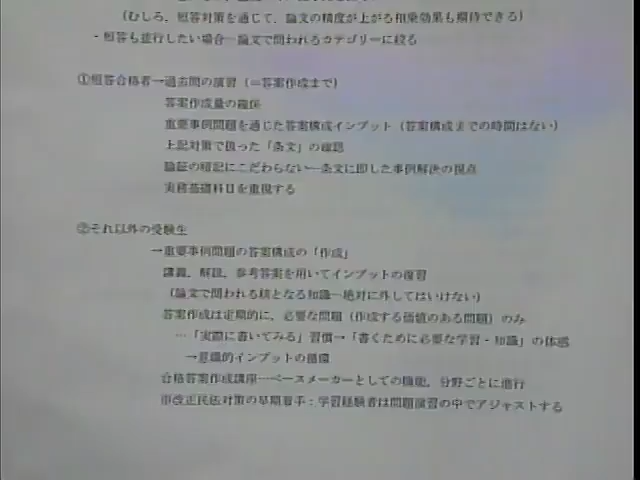 （むしろ、短答対策を通じて、論文の精度が上がる相乗効果も期待できる）
・短答も並行したい場合…論文で問われるカテゴリーに絞る
①短答合格者→過去問の演習（＝答案作成まで）
答案作成量の確保
重要事例問題を通じた答案構成インプット（答案構成までの時間はない）
上記対策で扱った「条文」の確認
論証の暗記にこだわらない…条文に即した事例解決の視点
実務基礎科目を重視する
②それ以外の受験生
→重要事例問題の答案構成の「作成」
講義、解説、参考答案を用いてインプットの復習
（論文で問われる核となる知識…絶対に外してはいけない）
答案作成は定期的に、必要な問題（作成する価値のある問題）のみ
…「実際に書いてみる」習慣→「書くために必要な学習・知識」の体感
→意識的インプットの循環
合格答案作成講座…ペースメーカーとしての機能、分野ごとに進行
改正民法対策の早期着手：学習経験者は問題演習の中でアジャストする